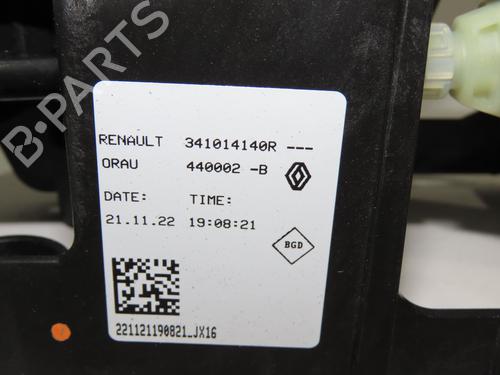 B-PARTS
RENAULT 341014140R ---
ORAU 440002 -B
DATE: TIME:
21.11.22 19:08:21
BGD
221121190821_JX16